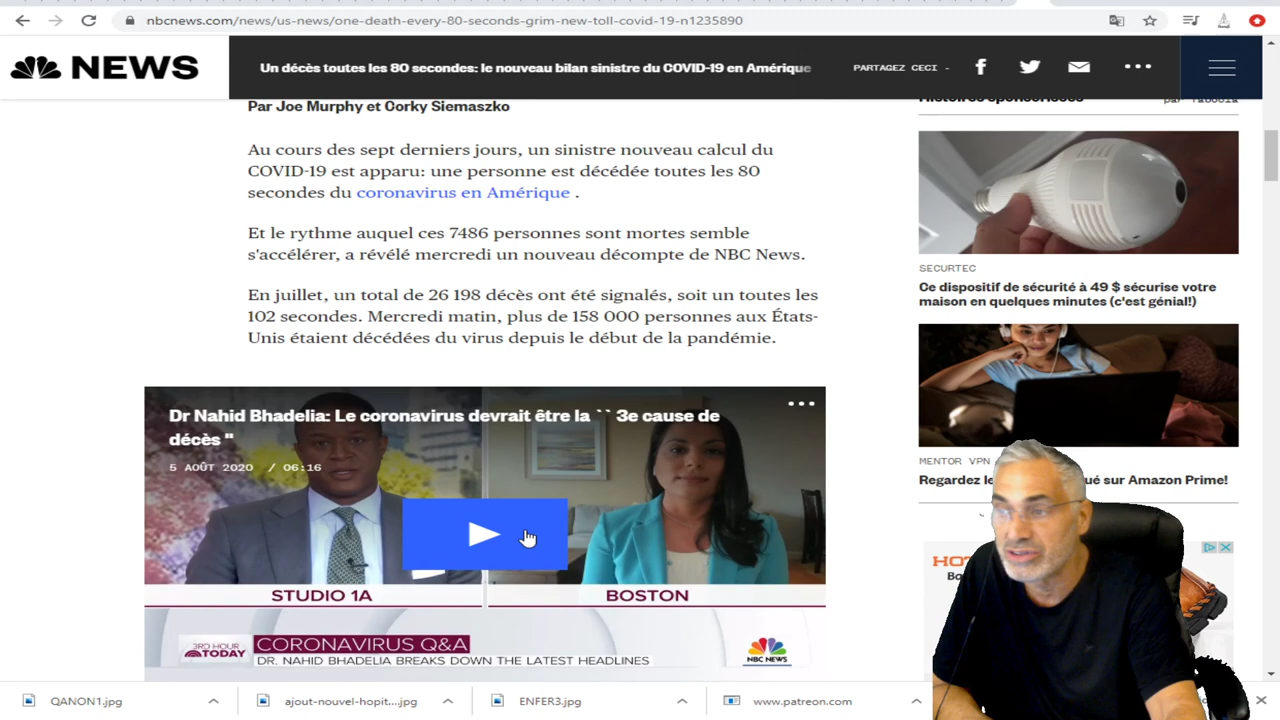 nbcnews.com/news/us-news/one-death-every-80-seconds-grim-new-toll-covid-19-n1235890
NEWS
Un décès toutes les 80 secondes: le nouveau bilan sinistre du COVID-19 en Amérique
PARTAGEZ CECI -
Par Joe Murphy et Corky Siemaszko
Au cours des sept derniers jours, un sinistre nouveau calcul du
COVID-19 est apparu: une personne est décédée toutes les 80
secondes du coronavirus en Amérique .
Et le rythme auquel ces 7486 personnes sont mortes semble
s'accélérer, a révélé mercredi un nouveau décompte de NBC News.
En juillet, un total de 26 198 décès ont été signalés, soit un toutes les
102 secondes. Mercredi matin, plus de 158 000 personnes aux États-
Unis étaient décédées du virus depuis le début de la pandémie.
Dr Nahid Bhadelia: Le coronavirus devrait être la `` 3e cause de
décès "
5 AOÛT 2020 / 06:16
STUDIO 1A
BOSTON
3RD HOUR
TODAY
CORONAVIRUS Q&A
DR. NAHID BHADELIA BREAKS DOWN THE LATEST HEADLINES
NBC NEWS
Histoires sponsorisées
par Taboola
SECURTEC
Ce dispositif de sécurité à 49 $ sécurise votre
maison en quelques minutes (c'est génial!)
MENTOR VPN
Regardez le
ué sur Amazon Prime!
HO
Bo
QANON1.jpg
ajout-nouvel-hopit....jpg
ENFER3.jpg
www.patreon.com